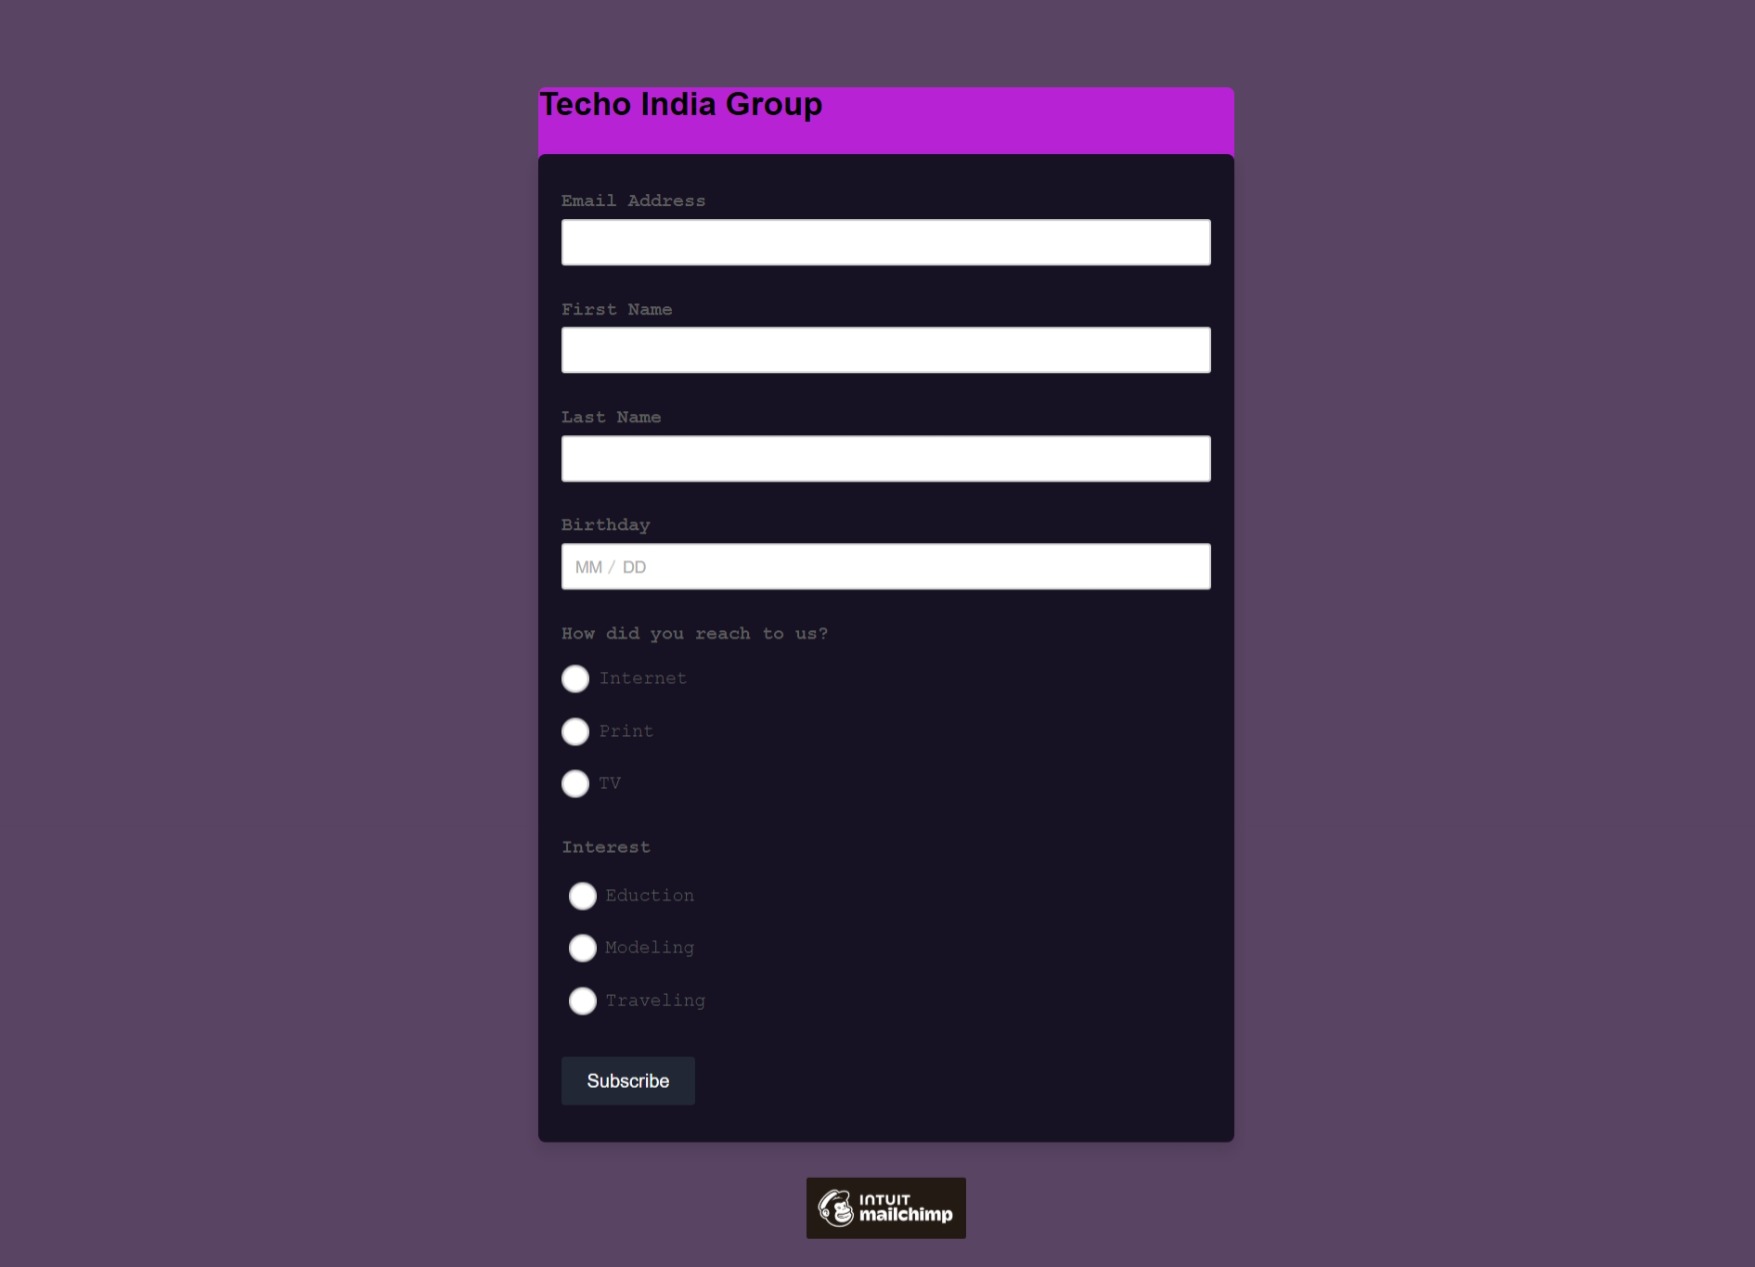 Techo India Group
Email Address
First Name
Last Name
Birthday
MM / DD
How did you reach to us?
Internet
Print
TV
Interest
Eduction
Modeling
Traveling
Subscribe
INTUIT
mailchimp